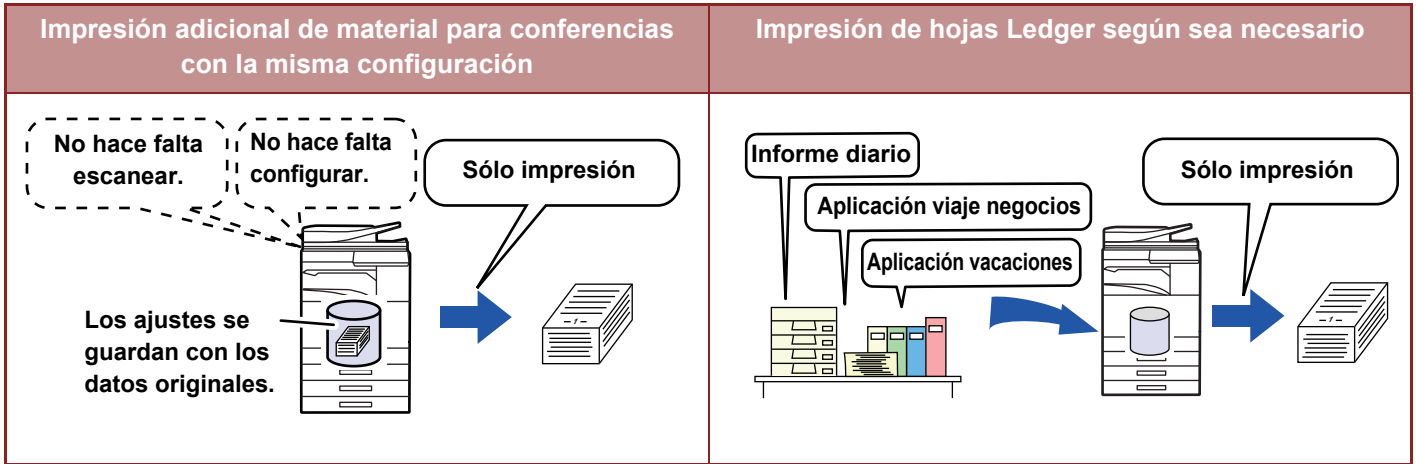 Impresión adicional de material para conferencias
con la misma configuración
Impresión de hojas Ledger según sea necesario
No hace falta
escanear.
No hace falta
configurar.
Sólo impresión
Los ajustes se
guardan con los
datos originales.
-1-
Informe diario
Aplicación viaje negocios
Aplicación vacaciones
Sólo impresión
-1-